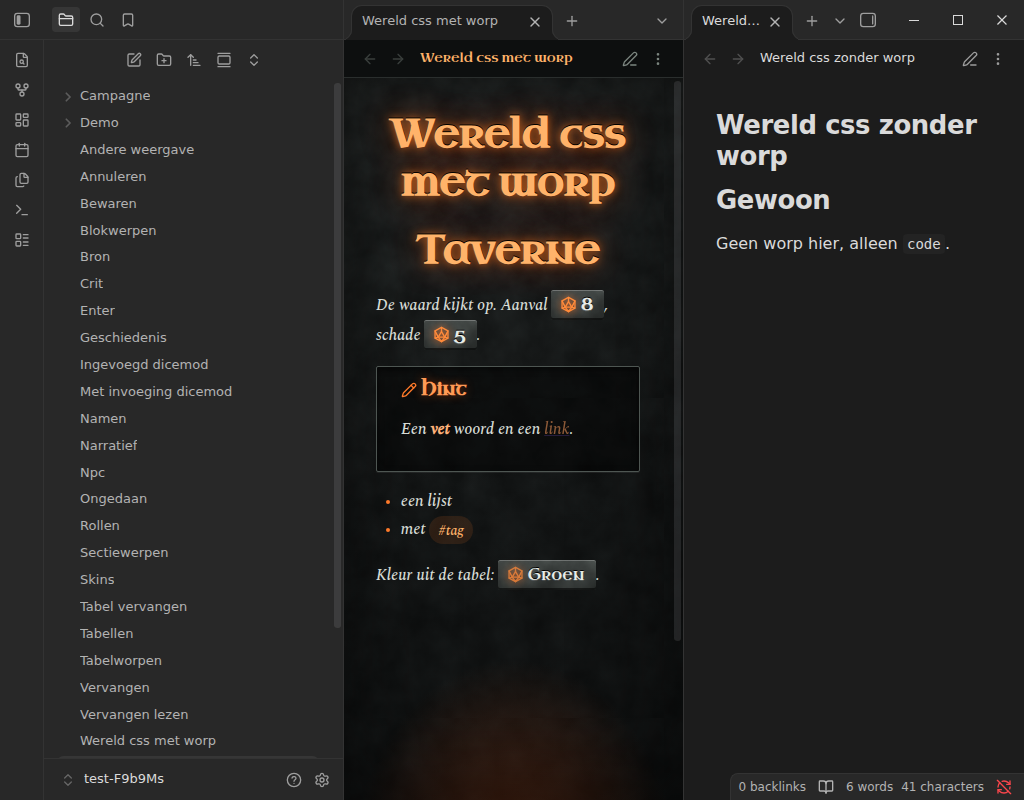 Wereld css met worp
Wereld...
Wereld css met worp
Wereld css zonder worp
Campagne
Demo
Andere weergave
Annuleren
Bewaren
Blokwerpen
Bron
Crit
Enter
Geschiedenis
Ingevoegd dicemod
Met invoeging dicemod
Namen
Narratief
Npc
Ongedaan
Rollen
Sectiewerpen
Skins
Tabel vervangen
Tabellen
Tabelworpen
Vervangen
Vervangen lezen
Wereld css met worp
test-F9b9Ms
Wereld css
met worp
Taverne
De waard kijkt op. Aanval 8,
schade 5.
Hint
Een vet woord en een link.
een lijst
met #tag
Kleur uit de tabel: Groen.
Wereld css zonder
worp
Gewoon
Geen worp hier, alleen code.
0 backlinks 6 words 41 characters